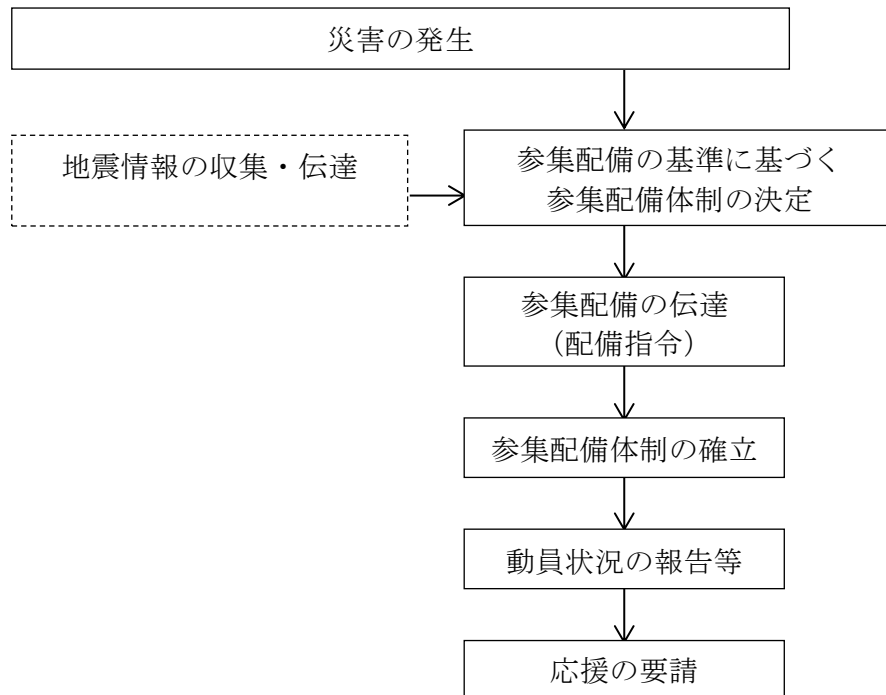 災害の発生
地震情報の収集・伝達
参集配備の基準に基づく
参集配備体制の決定
参集配備の伝達
（配備指令）
参集配備体制の確立
動員状況の報告等
応援の要請